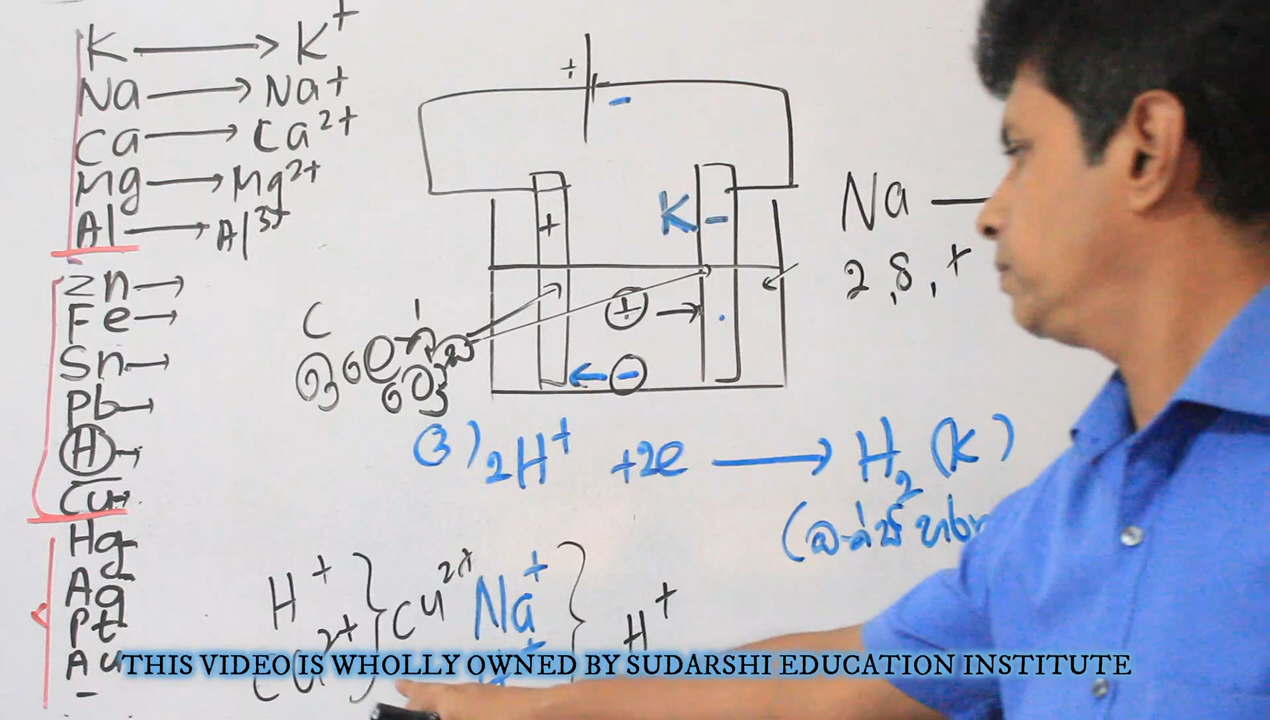 K → K⁺
Na → Na⁺
Ca → Ca²⁺
Mg → Mg²⁺
Al → Al³⁺
Zn →
Fe →
Sn →
Pb →
H →
Cu →
Hg
Ag
Pt
Au
+ -
+ K -
+ →
← -
C
Na —
2,8,
3) 2H⁺ +2e → H₂ (K)
H⁺ } Cu²⁺ Na⁺ } H⁺
Cu²⁺
THIS VIDEO IS WHOLLY OWNED BY SUDARSHI EDUCATION INSTITUTE